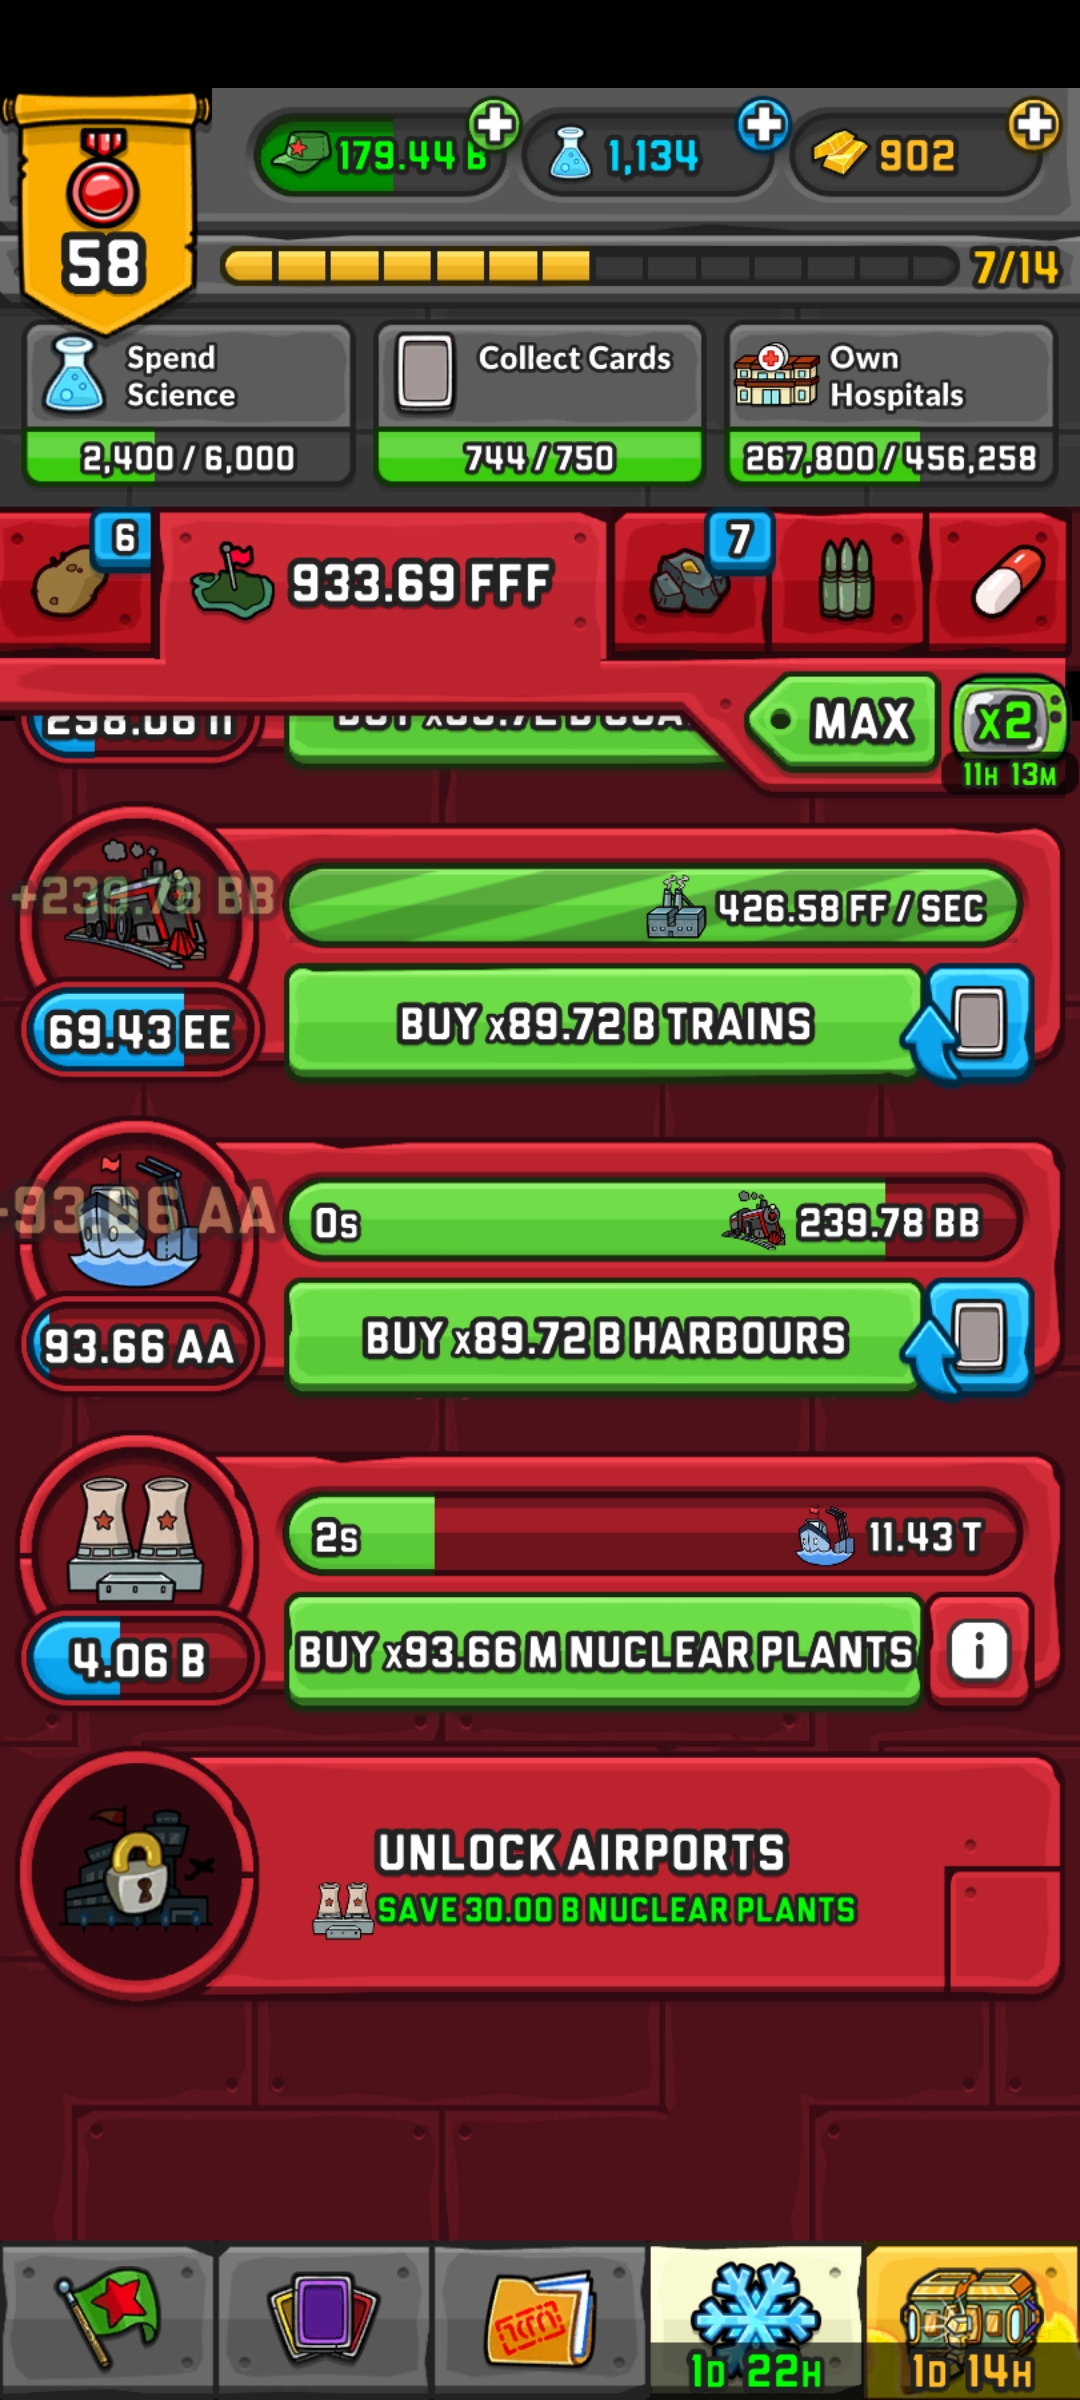 179.44 B
1,134
902
58
7/14
Spend Science
2,400 / 6,000
Collect Cards
744 / 750
Own Hospitals
267,800 / 456,258
6
933.69 FFF
7
MAX
x2
11H 13M
+239.78 BB
426.58 FF / SEC
69.43 EE
BUY x89.72 B TRAINS
-93.66 AA
0s
239.78 BB
93.66 AA
BUY x89.72 B HARBOURS
2s
11.43 T
4.06 B
BUY x93.66 M NUCLEAR PLANTS
i
UNLOCK AIRPORTS
SAVE 30.00 B NUCLEAR PLANTS
1D 22H
1D 14H